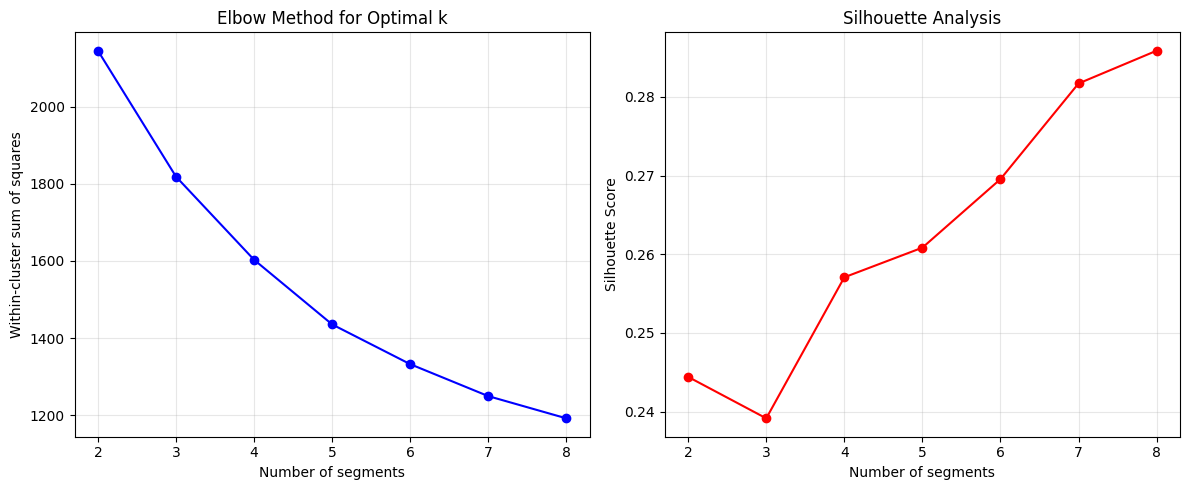 Elbow Method for Optimal k
Within-cluster sum of squares
2000
1800
1600
1400
1200
2 3 4 5 6 7 8
Number of segments
Silhouette Analysis
Silhouette Score
0.28
0.27
0.26
0.25
0.24
2 3 4 5 6 7 8
Number of segments